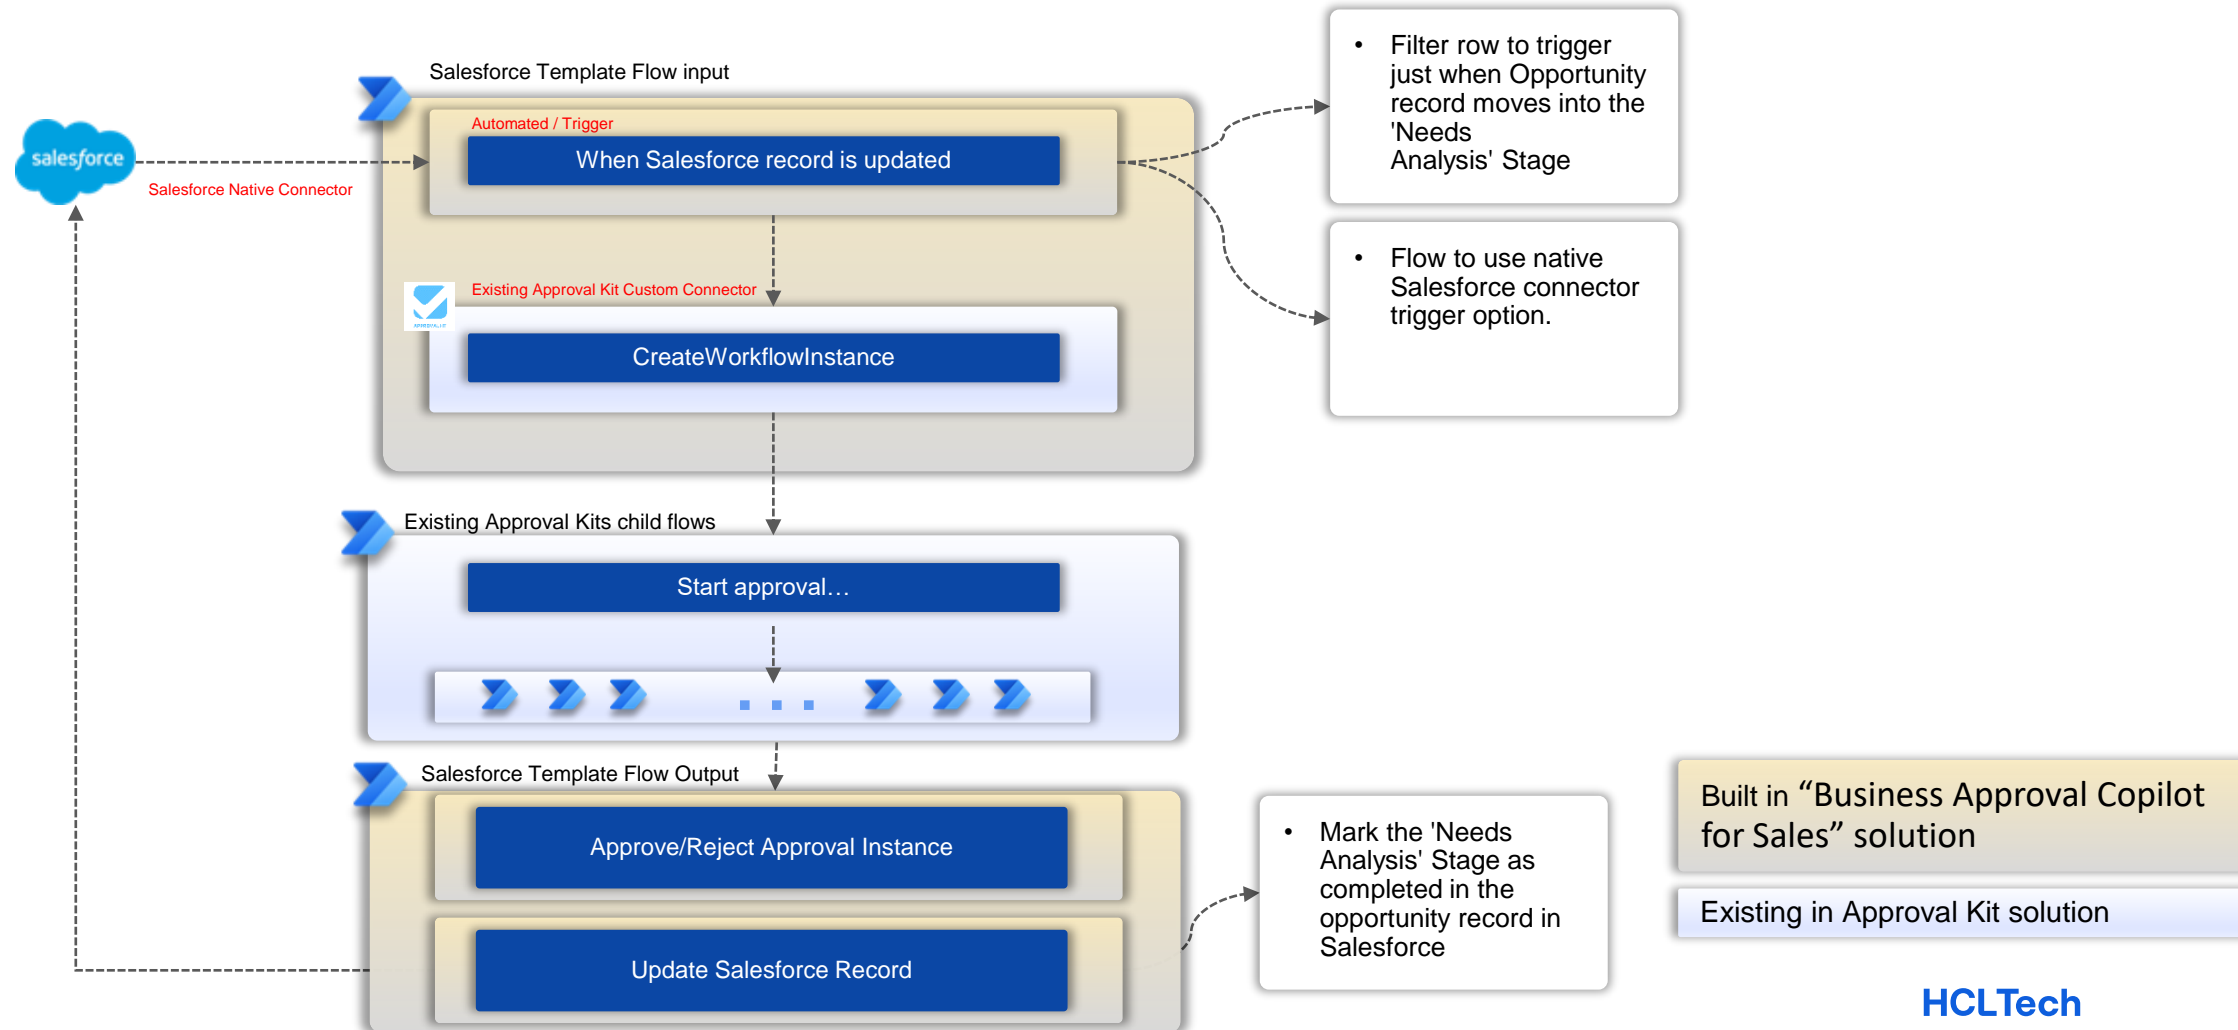 Salesforce Template Flow input
Automated / Trigger
When Salesforce record is updated
salesforce
Salesforce Native Connector
• Filter row to trigger
just when Opportunity
record moves into the
'Needs
Analysis' Stage
• Flow to use native
Salesforce connector
trigger option.
Existing Approval Kit Custom Connector
CreateWorkflowInstance
Existing Approval Kits child flows
Start approval…
Salesforce Template Flow Output
Approve/Reject Approval Instance
Update Salesforce Record
• Mark the 'Needs
Analysis' Stage as
completed in the
opportunity record in
Salesforce
Built in “Business Approval Copilot
for Sales” solution
Existing in Approval Kit solution
HCLTech